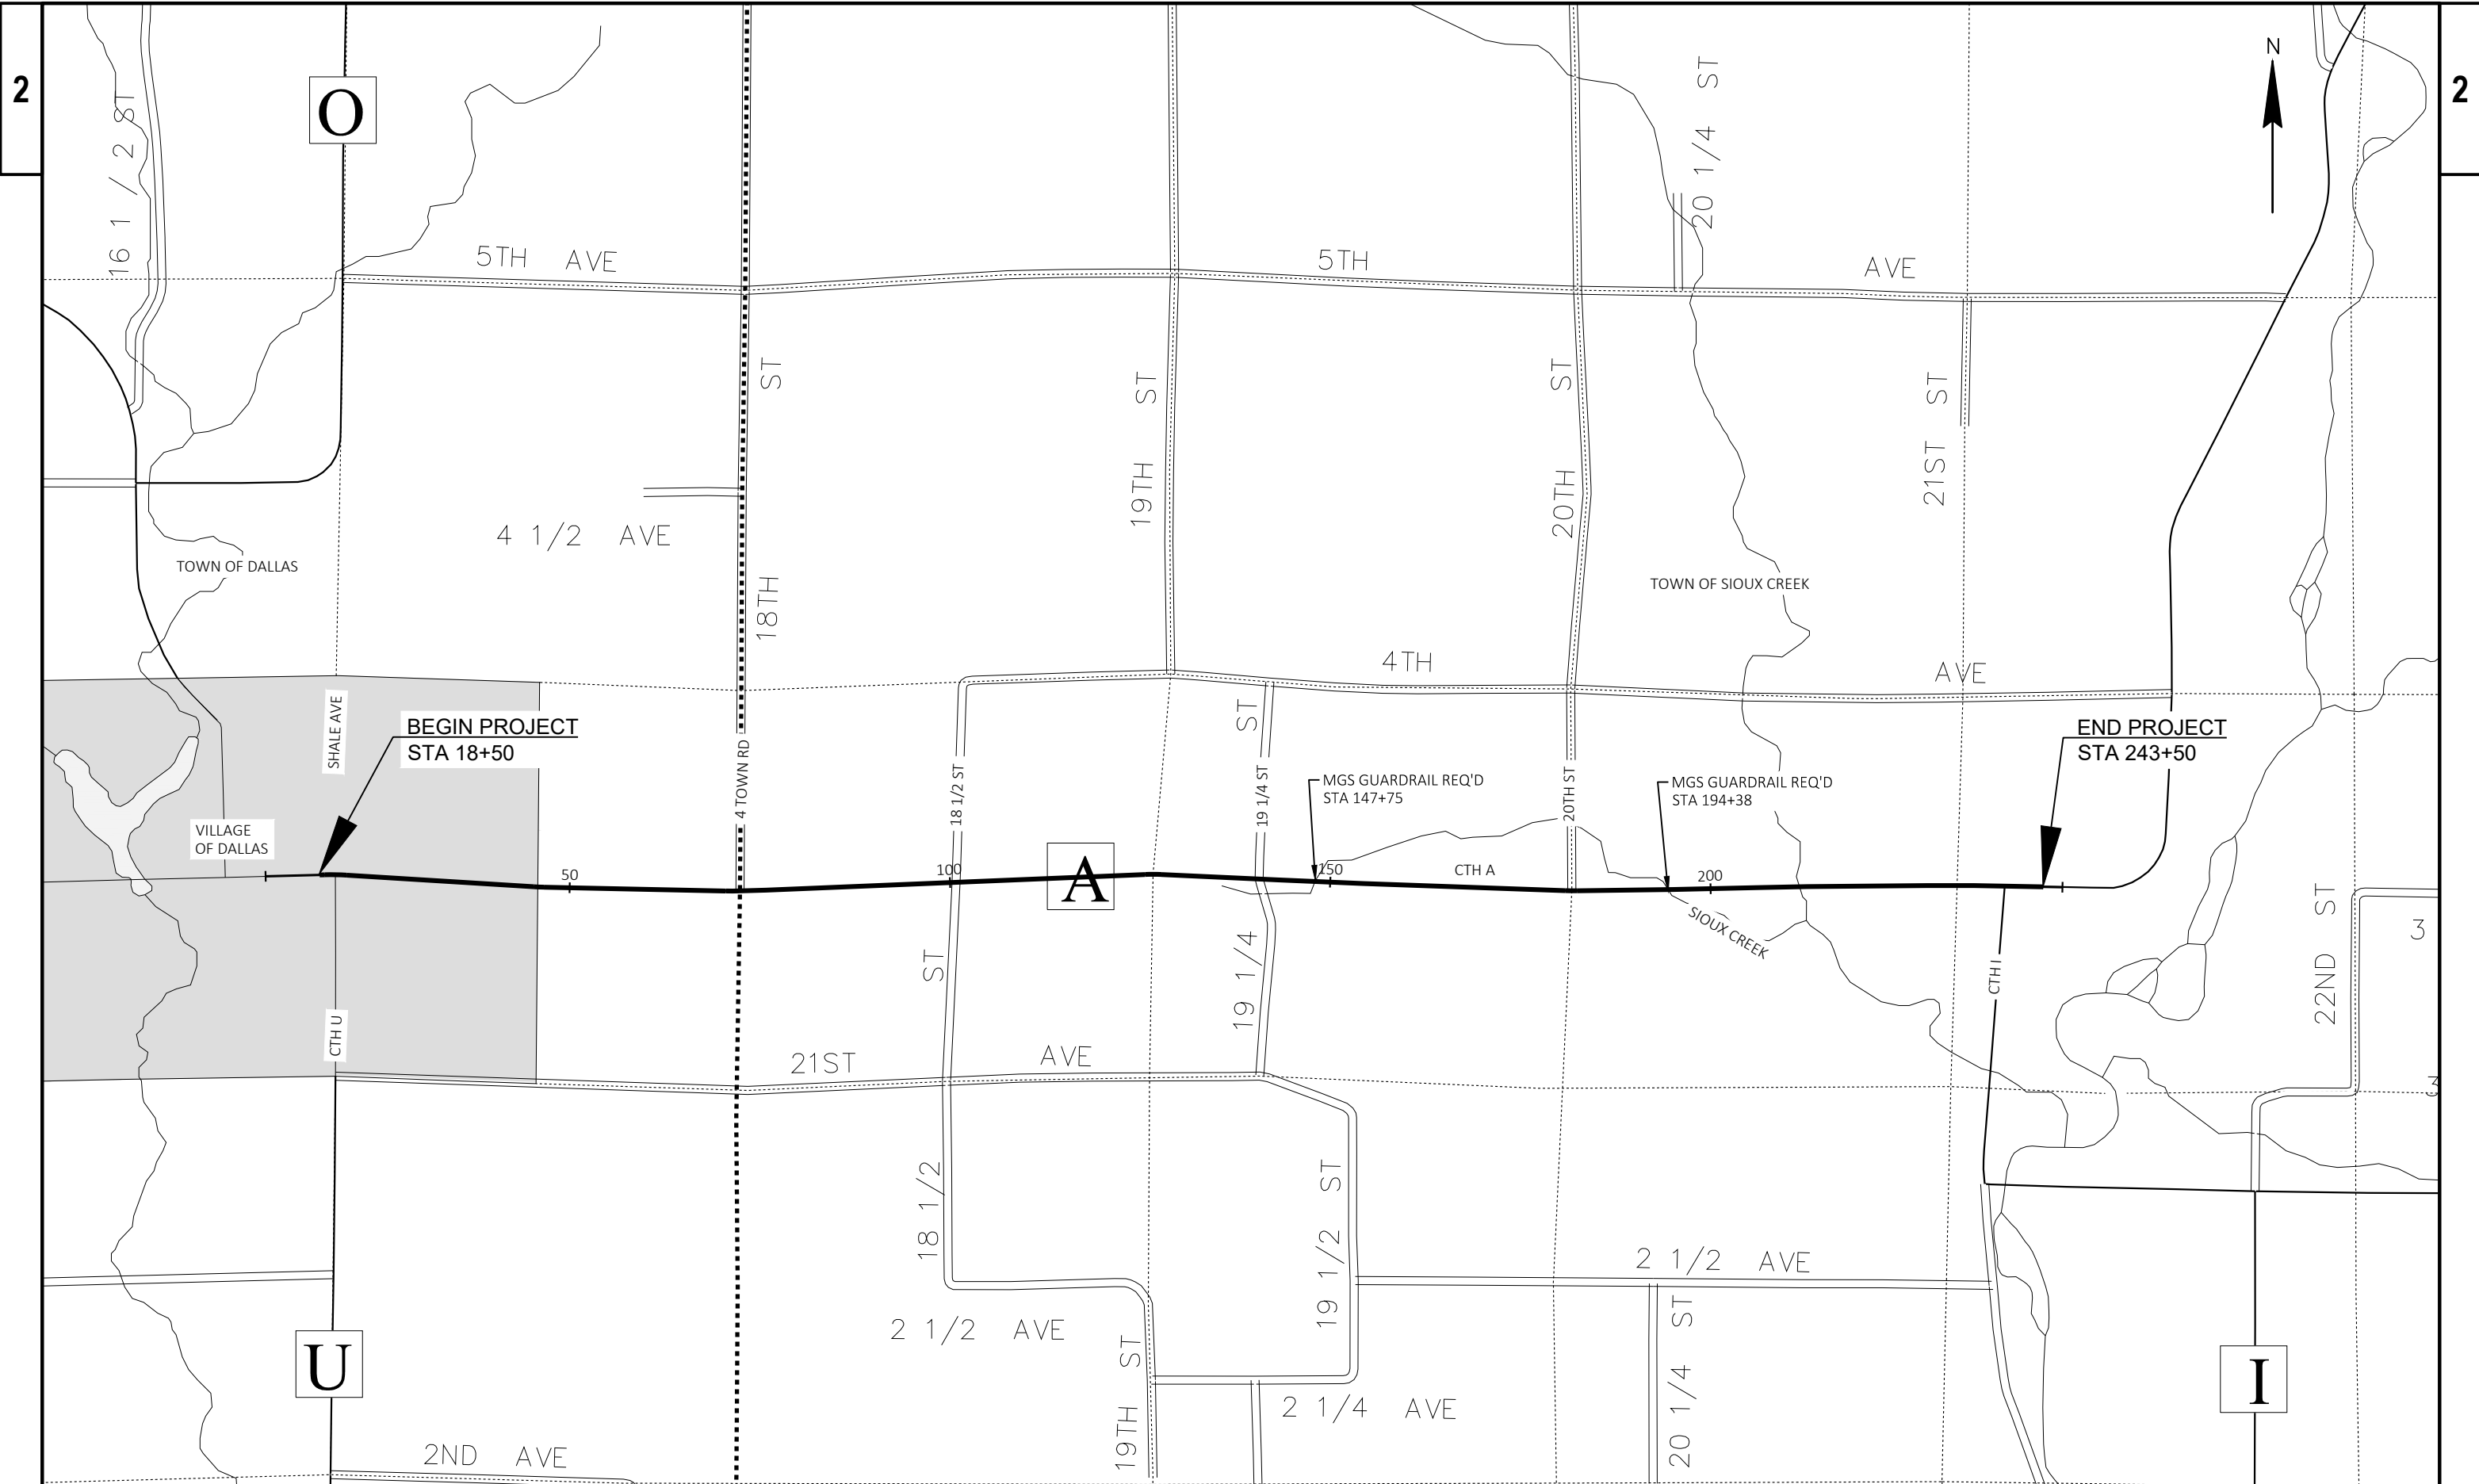 2
2
N
O
16 1/2 ST
20 1/4 ST
5TH AVE
5TH AVE
ST
ST
ST
21ST ST
19TH
20TH
4 1/2 AVE
18TH
TOWN OF DALLAS
TOWN OF SIOUX CREEK
4TH AVE
SHALE AVE
BEGIN PROJECT
STA 18+50
4 TOWN RD
18 1/2 ST
ST
19 1/4 ST
MGS GUARDRAIL REQ'D
STA 147+75
20TH ST
MGS GUARDRAIL REQ'D
STA 194+38
END PROJECT
STA 243+50
VILLAGE
OF DALLAS
50
100
A
150
CTH A
200
SIOUX CREEK
22ND ST
3
ST
19 1/4
CTH I
CTH U
21ST AVE
3
18 1/2
19 1/2 ST
2 1/2 AVE
2 1/2 AVE
U
19TH ST
20 1/4 ST
I
2 1/4 AVE
2ND AVE